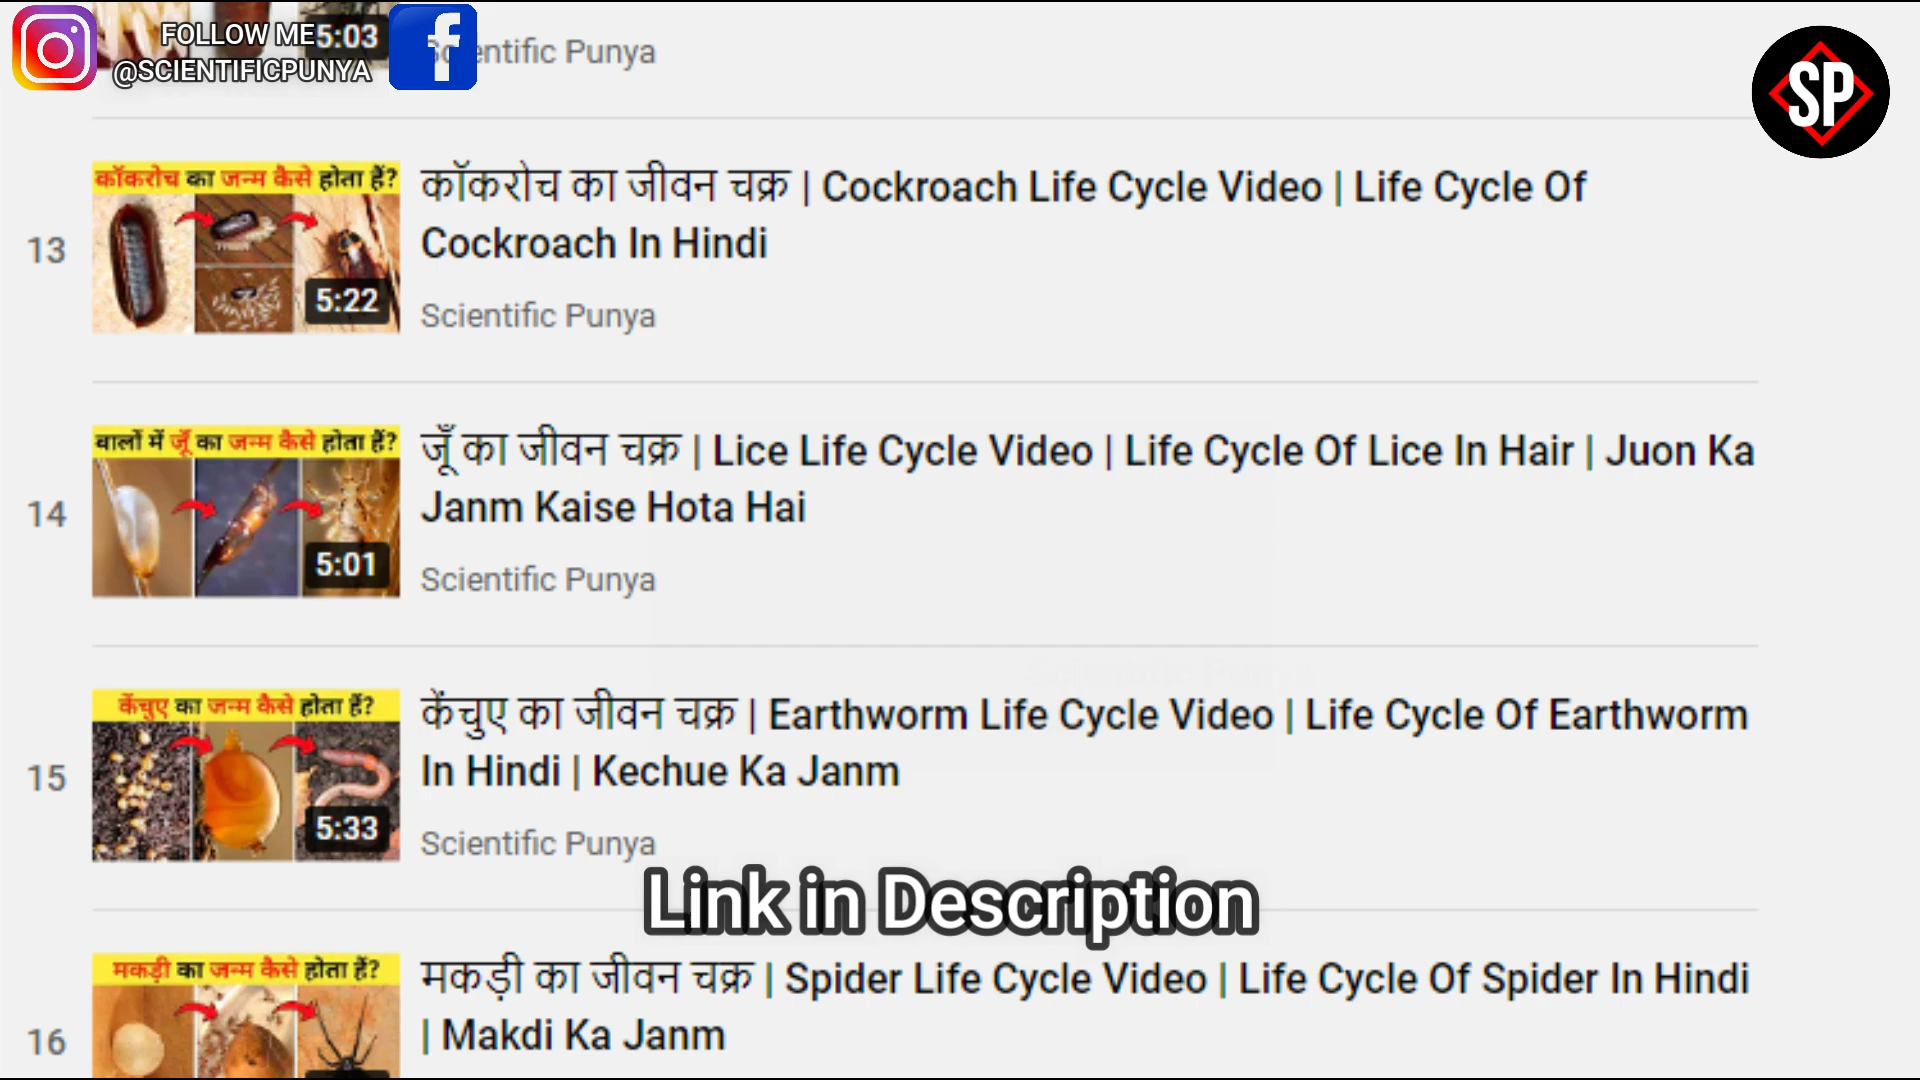 FOLLOW ME
@SCIENTIFICPUNYA
5:03
Scientific Punya
SP
13
कॉकरोच का जन्म कैसे होता हैं?
5:22
कॉकरोच का जीवन चक्र | Cockroach Life Cycle Video | Life Cycle Of
Cockroach In Hindi
Scientific Punya
14
बालों में जूँ का जन्म कैसे होता हैं?
5:01
जूँ का जीवन चक्र | Lice Life Cycle Video | Life Cycle Of Lice In Hair | Juon Ka
Janm Kaise Hota Hai
Scientific Punya
15
केंचुए का जन्म कैसे होता हैं?
5:33
केंचुए का जीवन चक्र | Earthworm Life Cycle Video | Life Cycle Of Earthworm
In Hindi | Kechue Ka Janm
Scientific Punya
Link in Description
16
मकड़ी का जन्म कैसे होता हैं?
मकड़ी का जीवन चक्र | Spider Life Cycle Video | Life Cycle Of Spider In Hindi
| Makdi Ka Janm